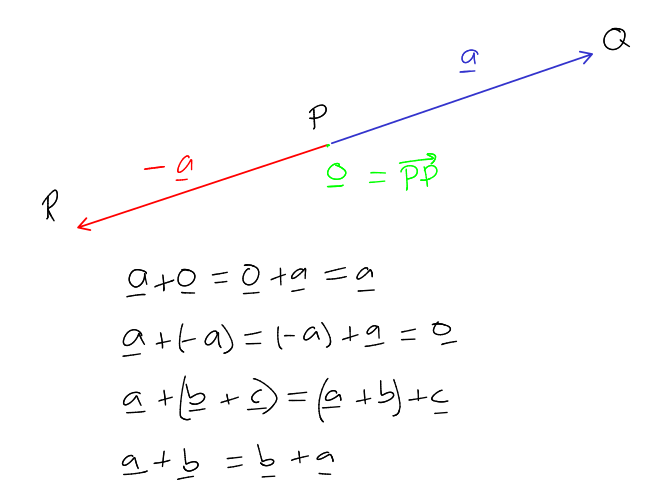 Q
a
P
- a
0 = PP
R
a + 0 = 0 + a = a
a + (- a) = (- a) + a = 0
a + (b + c) = (a + b) + c
a + b = b + a